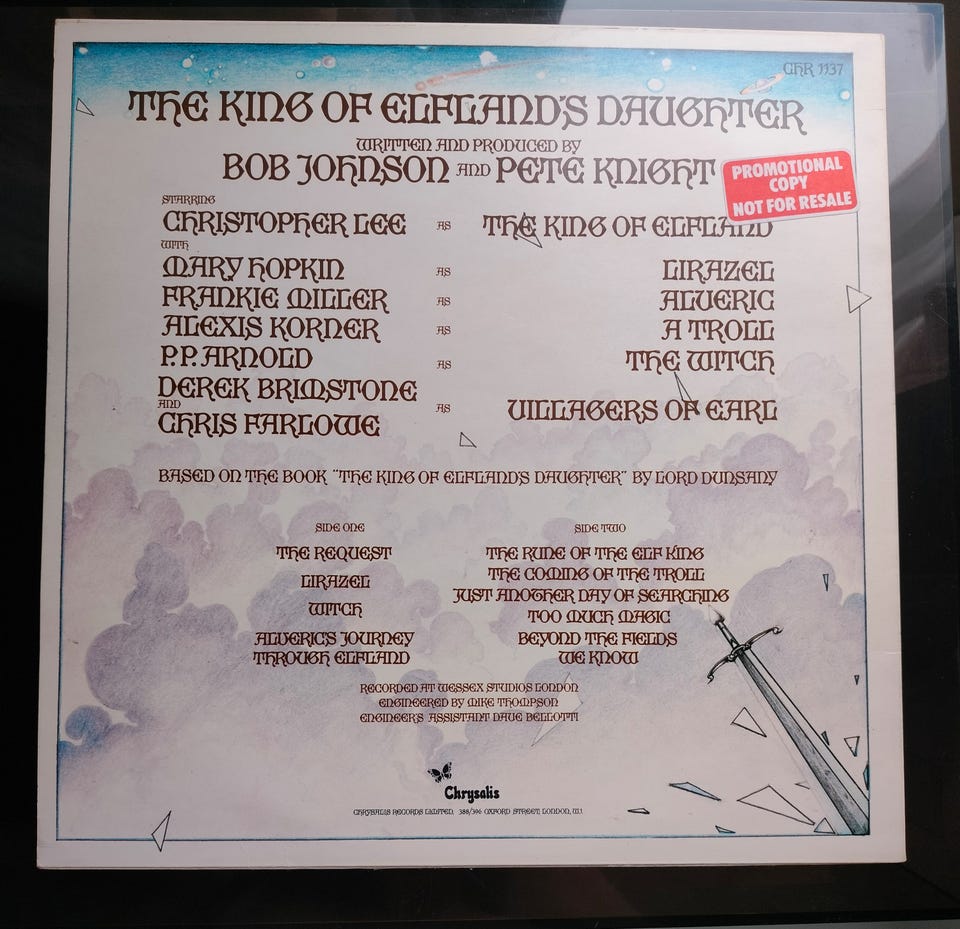 CHR 1137
THE KING OF ELFLAND'S DAUGHTER
WRITTEN AND PRODUCED BY
BOB JOHNSON AND PETE KNIGHT
PROMOTIONAL
COPY
NOT FOR RESALE
STARRING
CHRISTOPHER LEE AS THE KING OF ELFLAND
WITH
MARY HOPKIN AS LIRAZEL
FRANKIE MILLER AS ALVERIC
ALEXIS KORNER AS A TROLL
P.P. ARNOLD AS THE WITCH
DEREK BRIMSTONE
AND
CHRIS FARLOWE AS VILLAGERS OF EARL
BASED ON THE BOOK "THE KING OF ELFLAND'S DAUGHTER" BY LORD DUNSANY
SIDE ONE
THE REQUEST
LIRAZEL
WITCH
ALVERIC'S JOURNEY
THROUGH ELFLAND
SIDE TWO
THE RUNE OF THE ELF KING
THE COMING OF THE TROLL
JUST ANOTHER DAY OF SEARCHING
TOO MUCH MAGIC
BEYOND THE FIELDS
WE KNOW
RECORDED AT WESSEX STUDIOS LONDON
ENGINEERED BY MIKE THOMPSON
ENGINEER'S ASSISTANT DAVE BELLOTTI
Chrysalis
CHRYSALIS RECORDS LIMITED, 388/396 OXFORD STREET, LONDON, W.1.